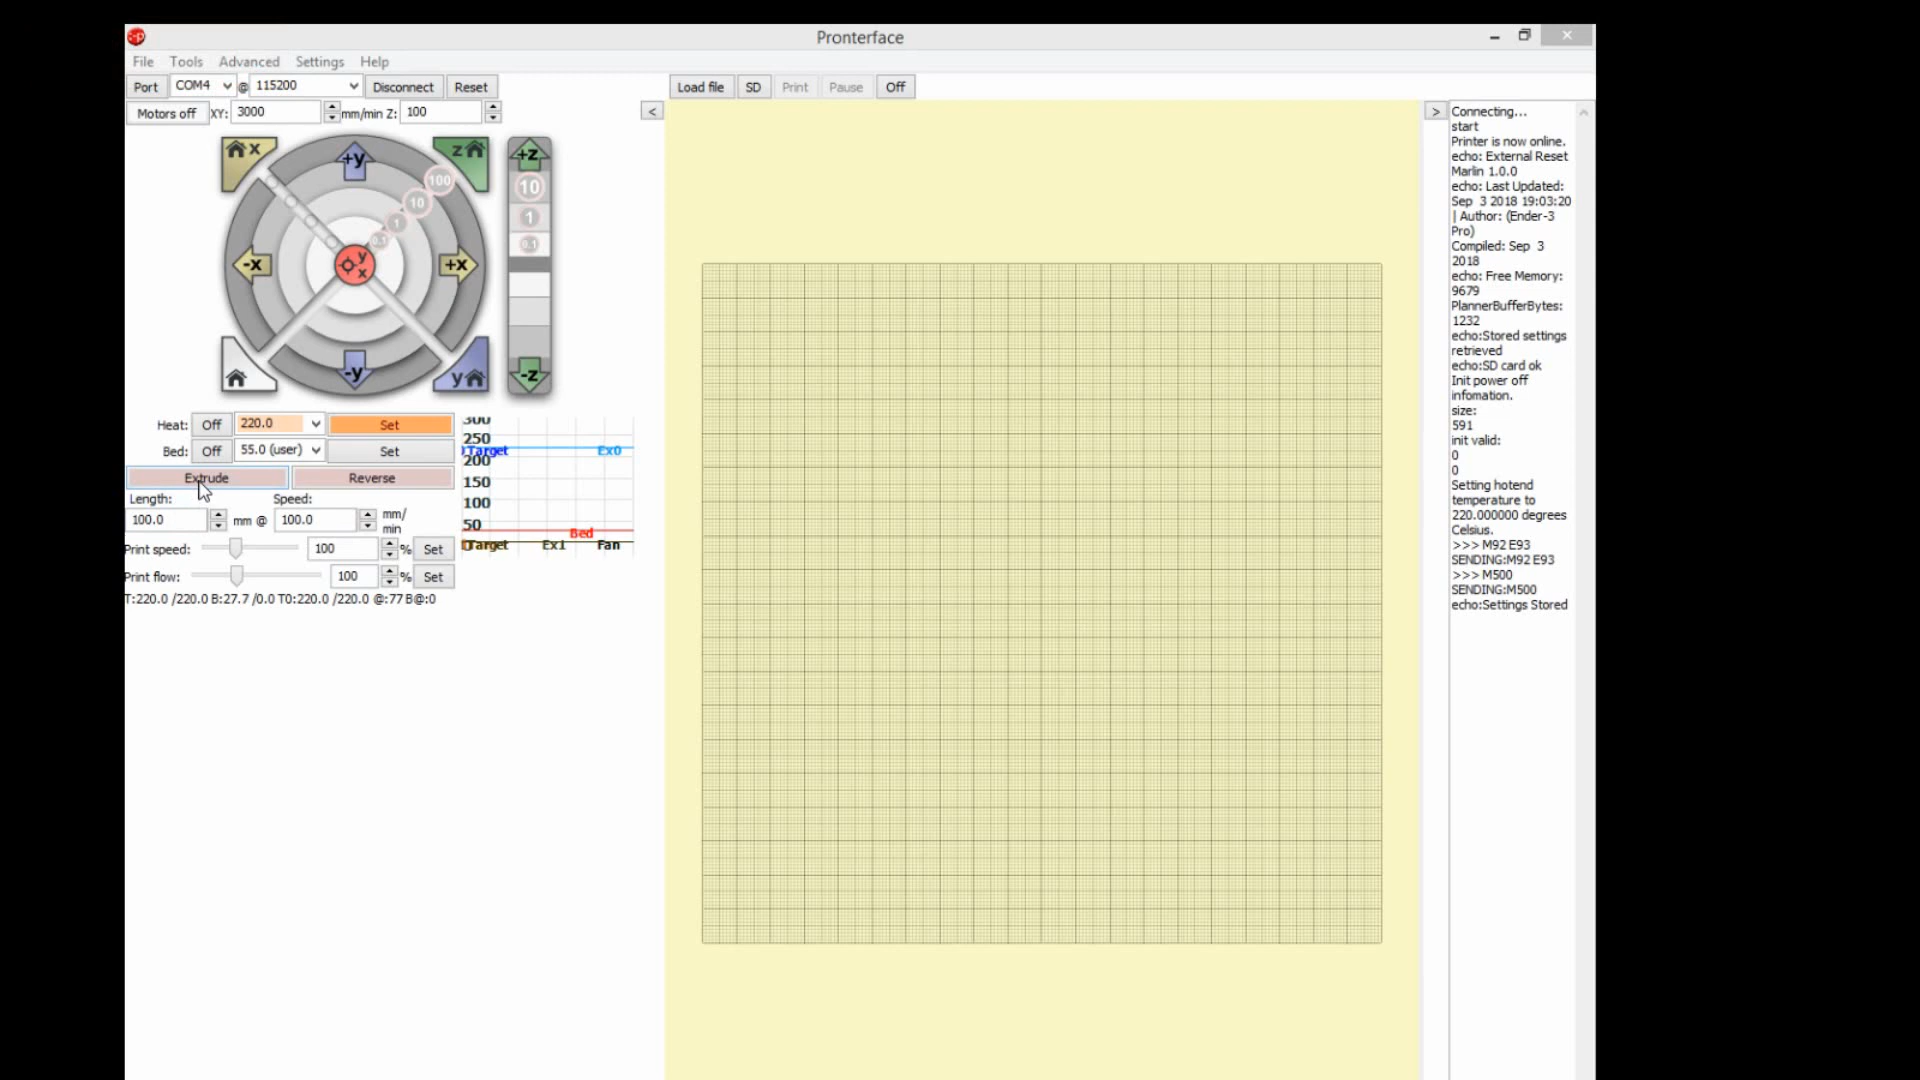 Pronterface
File Tools Advanced Settings Help
Port COM4 @ 115200 Disconnect Reset Load file SD Print Pause Off
Motors off XY: 3000 mm/min Z: 100 < >
x +y z 100 10 1 0.1 +z 10 1 0.1
-x y x +x
-y y -z
Heat: Off 220.0 Set
Bed: Off 55.0 (user) Set
Extrude Reverse
Length: Speed:
100.0 mm @ 100.0 mm/
min
Print speed: 100 % Set
Print flow: 100 % Set
T:220.0 /220.0 B:27.7 /0.0 T0:220.0 /220.0 @:77 B@:0
300
250
Target Ex0
200
150
100
50
Bed
Target Ex1 Fan
Connecting...
start
Printer is now online.
echo: External Reset
Marlin 1.0.0
echo: Last Updated:
Sep 3 2018 19:03:20
| Author: (Ender-3
Pro)
Compiled: Sep 3
2018
echo: Free Memory:
9679
PlannerBufferBytes:
1232
echo:Stored settings
retrieved
echo:SD card ok
Init power off
infomation.
size:
591
init valid:
0
0
Setting hotend
temperature to
220.000000 degrees
Celsius.
>>> M92 E93
SENDING:M92 E93
>>> M500
SENDING:M500
echo:Settings Stored